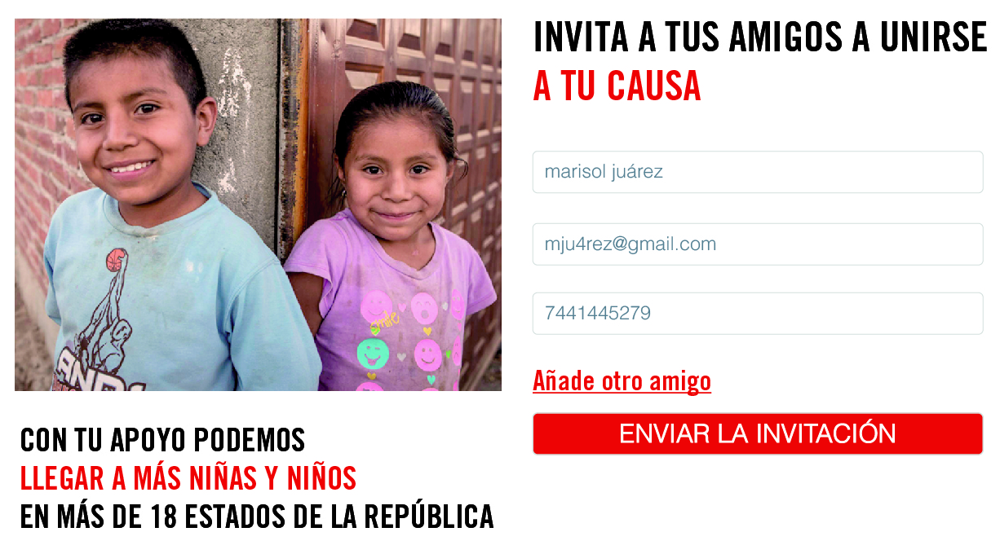 INVITA A TUS AMIGOS A UNIRSE
A TU CAUSA
marisol juárez
mju4rez@gmail.com
7441445279
Añade otro amigo
ENVIAR LA INVITACIÓN
smile
CON TU APOYO PODEMOS
LLEGAR A MÁS NIÑAS Y NIÑOS
EN MÁS DE 18 ESTADOS DE LA REPÚBLICA